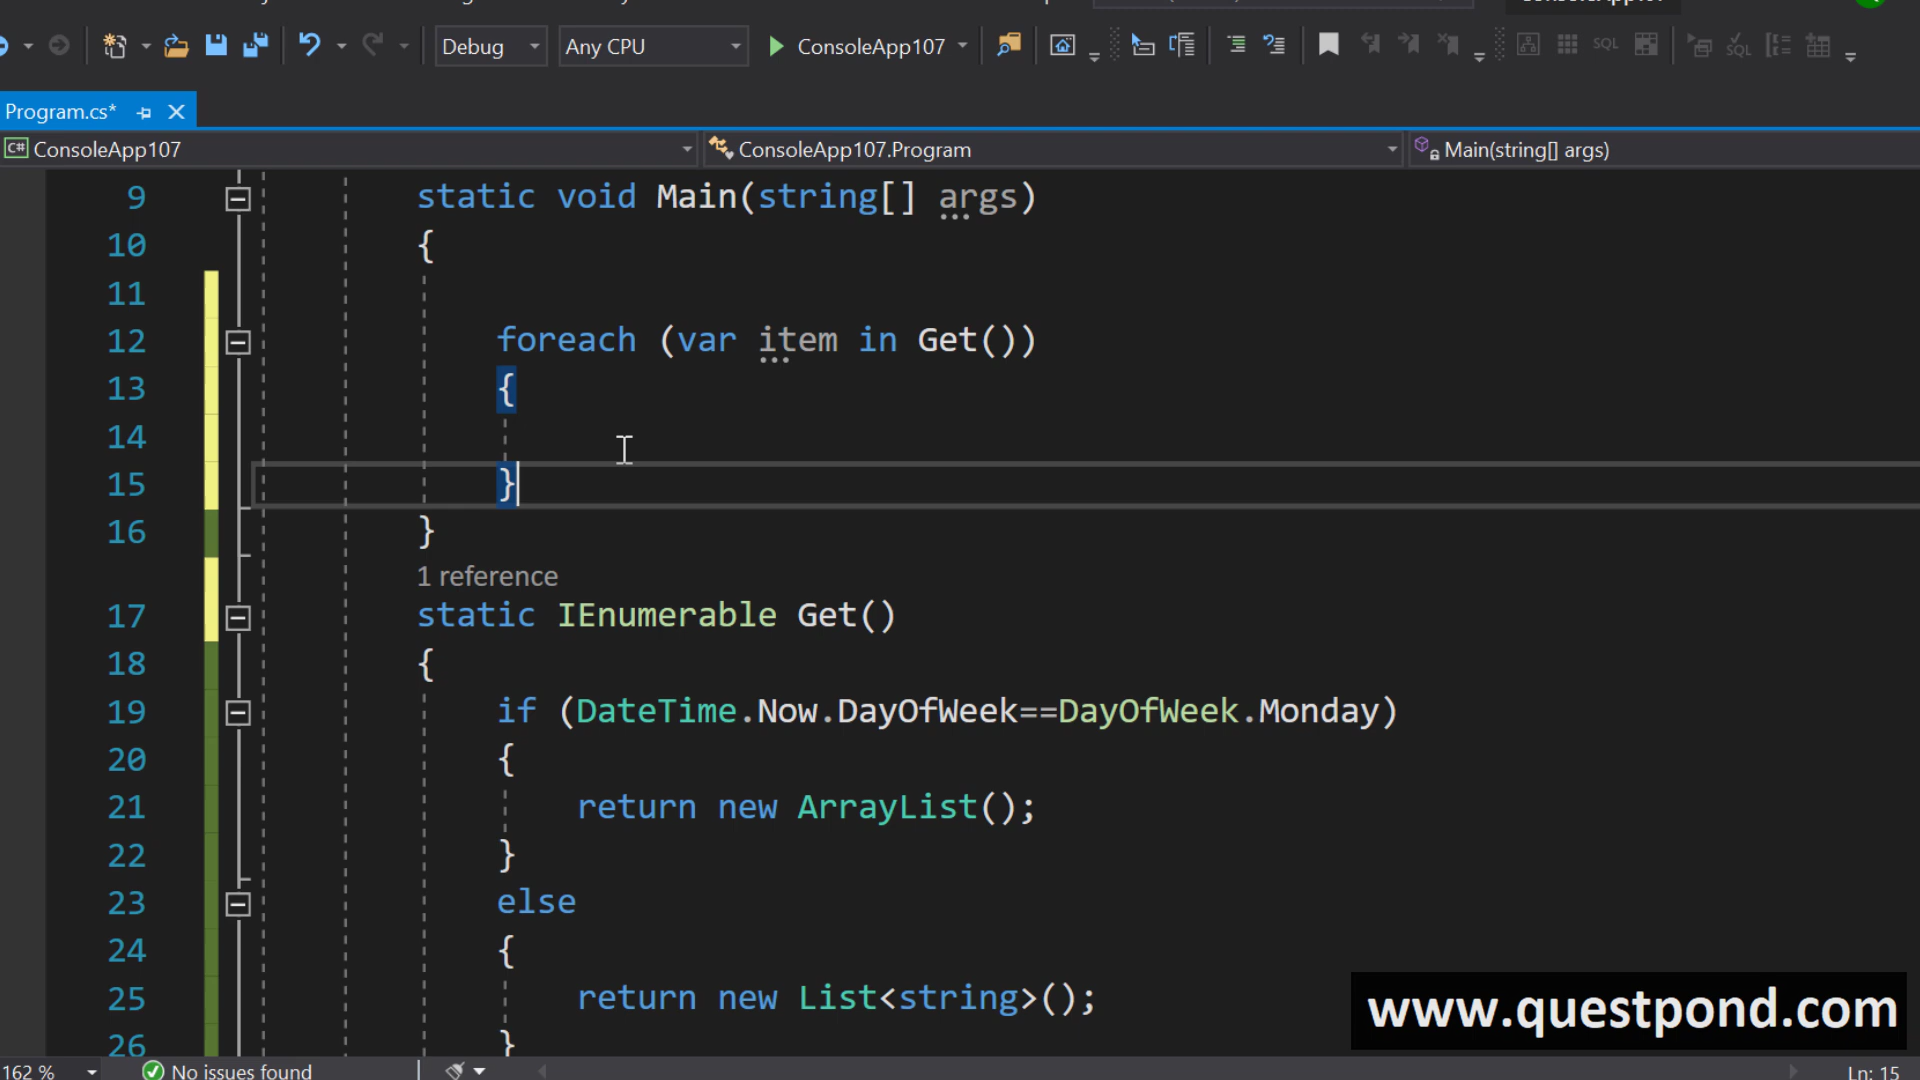 Debug Any CPU ConsoleApp107
Program.cs*
ConsoleApp107 ConsoleApp107.Program Main(string[] args)
9 static void Main(string[] args)
10 {
11
12 foreach (var item in Get())
13 {
14
15 }
16 }
1 reference
17 static IEnumerable Get()
18 {
19 if (DateTime.Now.DayOfWeek==DayOfWeek.Monday)
20 {
21 return new ArrayList();
22 }
23 else
24 {
25 return new List<string>();
26 }
www.questpond.com
162 % No issues found Ln: 15